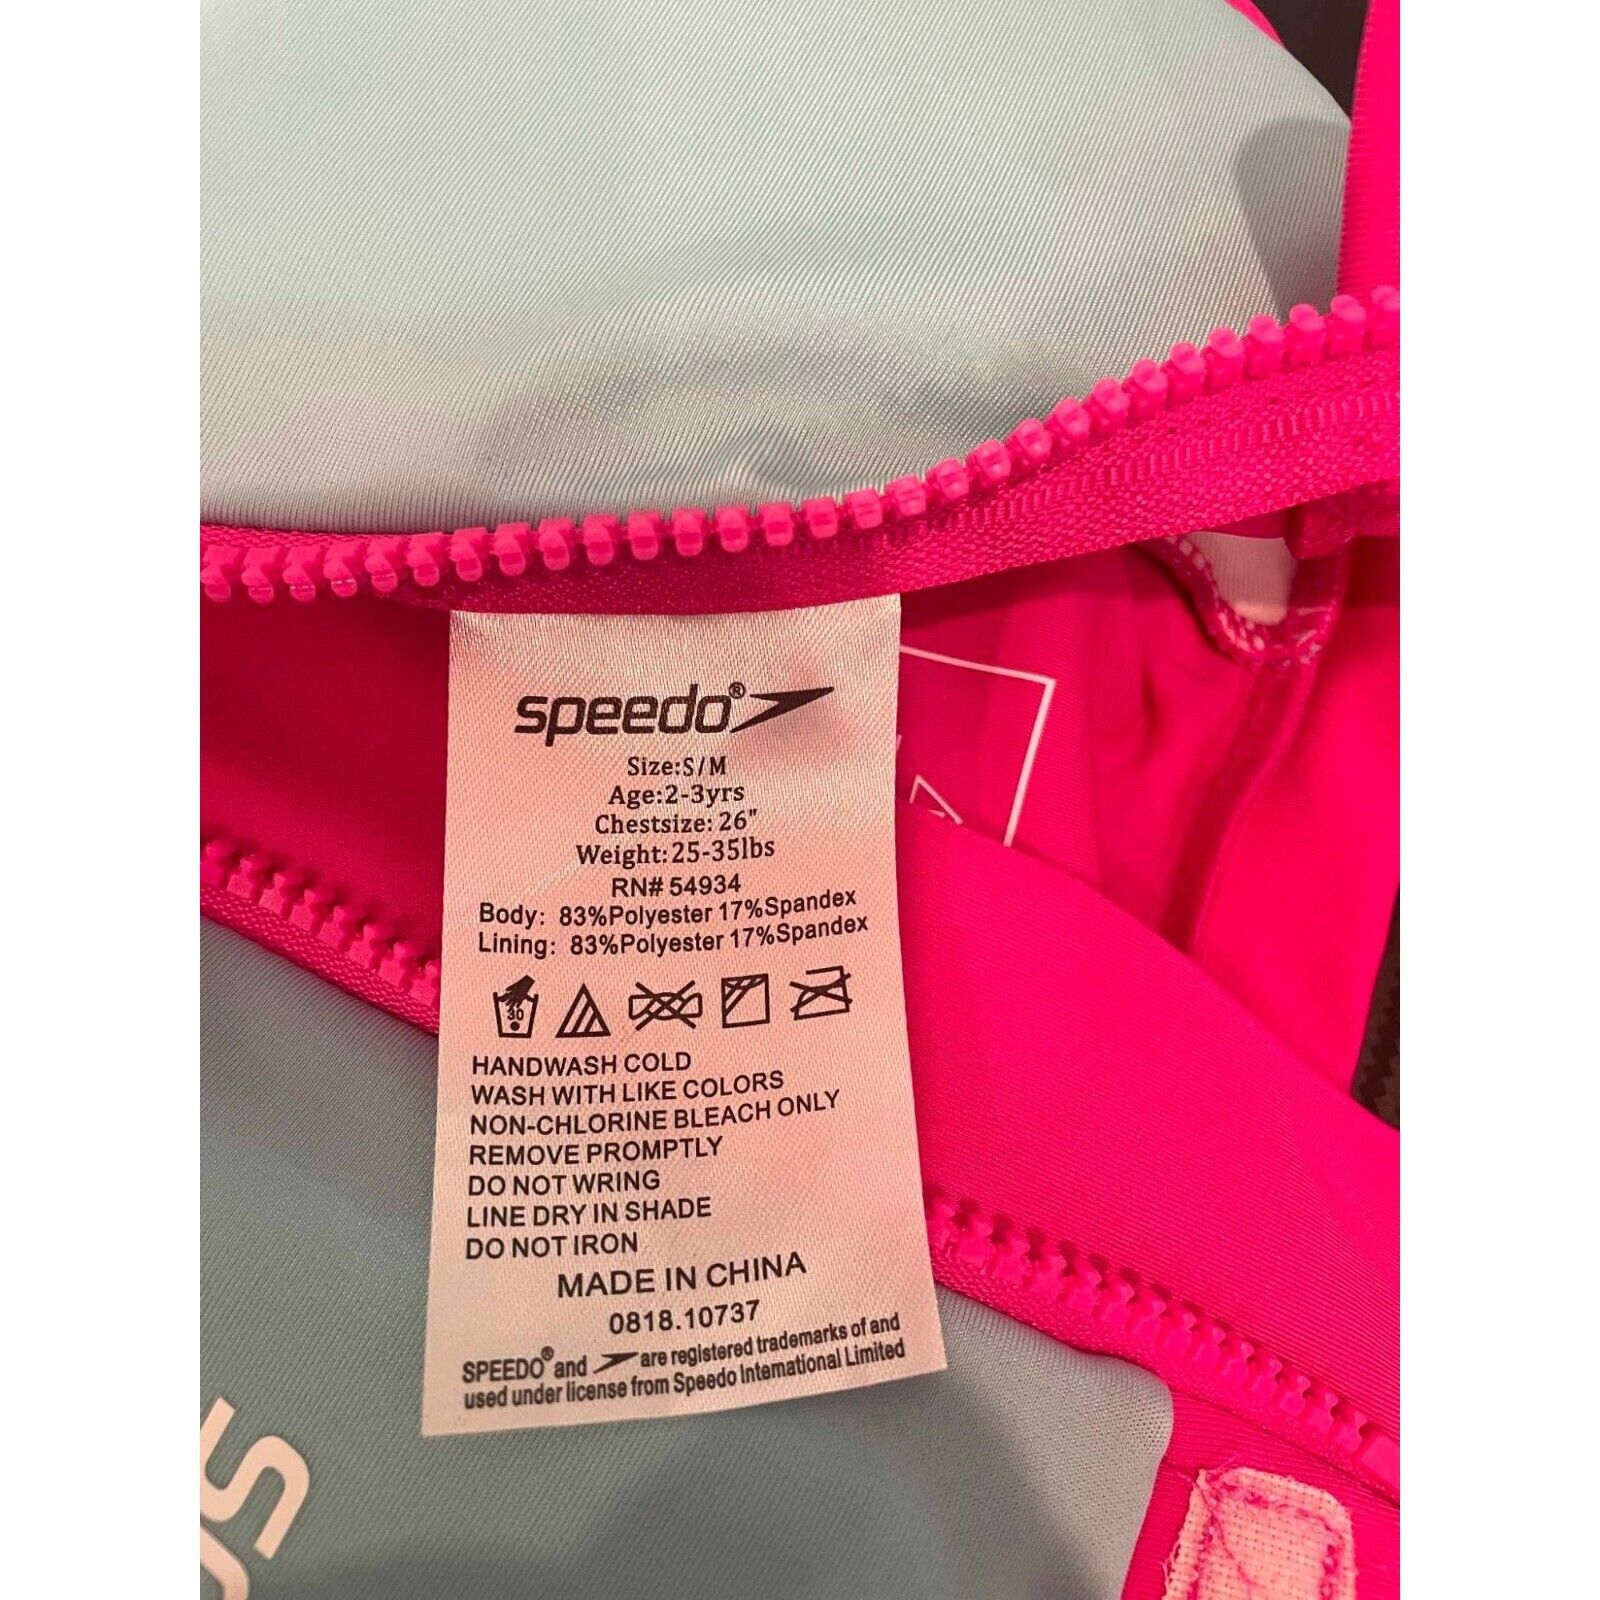 speedo®
Size:S/M
Age:2-3yrs
Chestsize: 26"
Weight:25-35lbs
RN# 54934
Body: 83%Polyester 17%Spandex
Lining: 83%Polyester 17%Spandex
30
HANDWASH COLD
WASH WITH LIKE COLORS
NON-CHLORINE BLEACH ONLY
REMOVE PROMPTLY
DO NOT WRING
LINE DRY IN SHADE
DO NOT IRON
MADE IN CHINA
0818.10737
SPEEDO® and are registered trademarks of and
used under license from Speedo International Limited